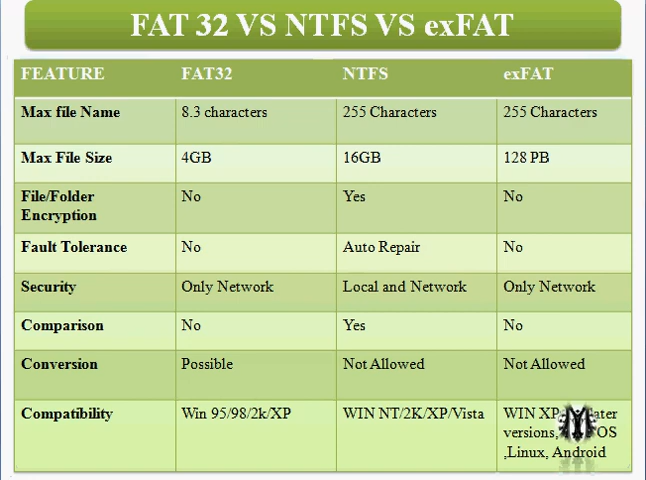 FAT 32 VS NTFS VS exFAT
FEATURE FAT32 NTFS exFAT
Max file Name 8.3 characters 255 Characters 255 Characters
Max File Size 4GB 16GB 128 PB
File/Folder Encryption No Yes No
Fault Tolerance No Auto Repair No
Security Only Network Local and Network Only Network
Comparison No Yes No
Conversion Possible Not Allowed Not Allowed
Compatibility Win 95/98/2k/XP WIN NT/2K/XP/Vista WIN XP
versions, OS
,Linux, Android